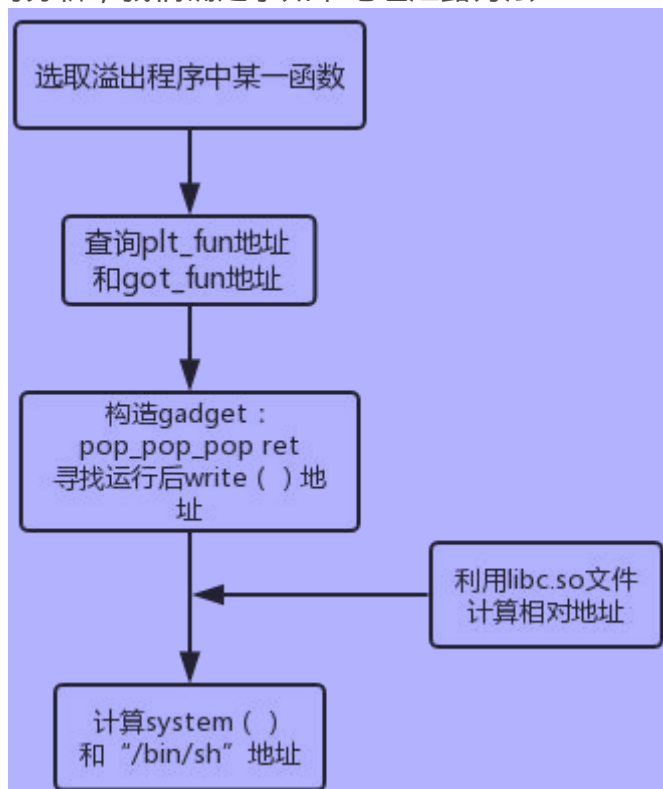 选取溢出程序中某一函数
查询plt_fun地址
和got_fun地址
构造gadget：
pop_pop_pop ret
寻找运行后write（ ）地
址
利用libc.so文件
计算相对地址
计算system（ ）
和“/bin/sh”地址